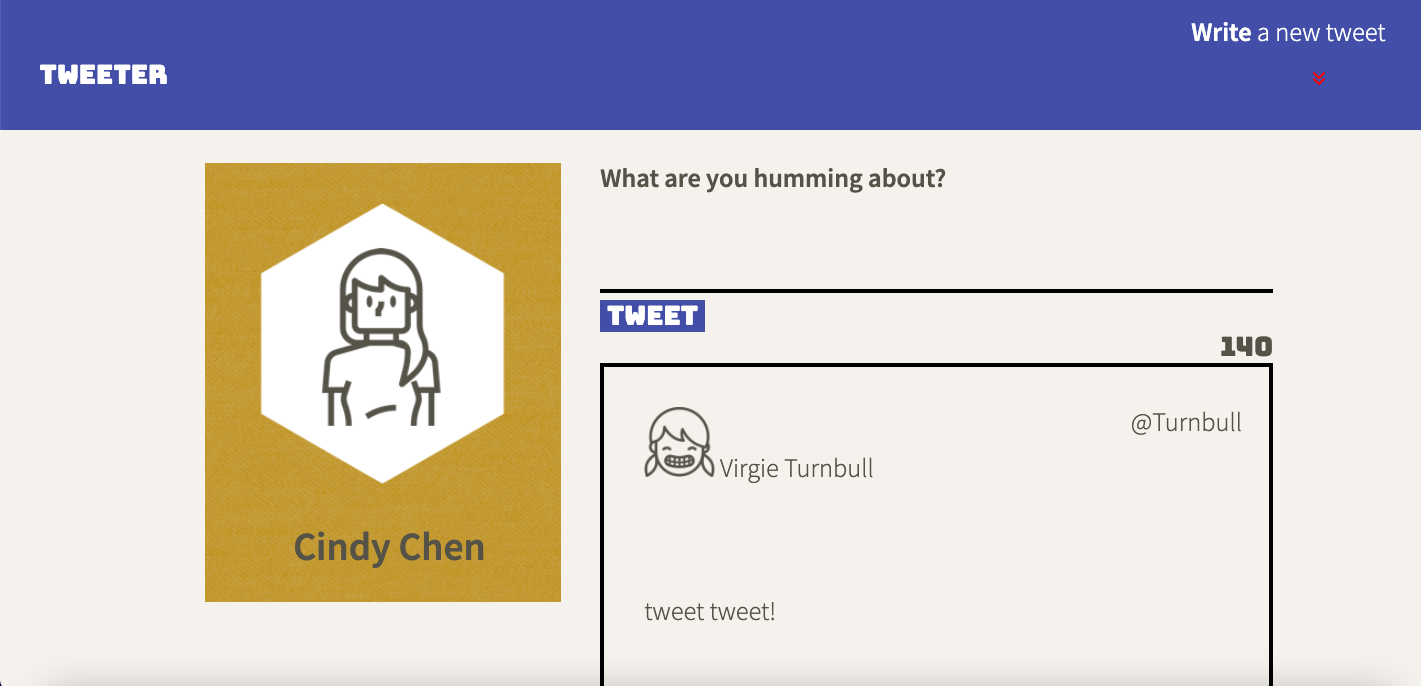 Write a new tweet
TWEETER
What are you humming about?
TWEET
140
@Turnbull
Virgie Turnbull
Cindy Chen
tweet tweet!